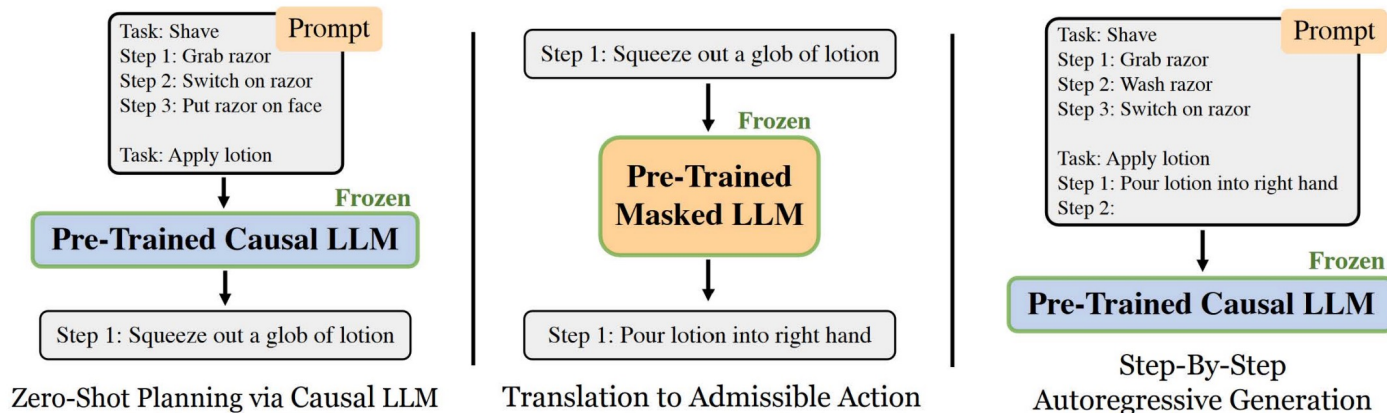 Task: Shave
Step 1: Grab razor
Step 2: Switch on razor
Step 3: Put razor on face
Task: Apply lotion
Prompt
Frozen
Pre-Trained Causal LLM
Step 1: Squeeze out a glob of lotion
Zero-Shot Planning via Causal LLM
Step 1: Squeeze out a glob of lotion
Frozen
Pre-Trained
Masked LLM
Step 1: Pour lotion into right hand
Translation to Admissible Action
Task: Shave
Step 1: Grab razor
Step 2: Wash razor
Step 3: Switch on razor
Task: Apply lotion
Step 1: Pour lotion into right hand
Step 2:
Prompt
Frozen
Pre-Trained Causal LLM
Step-By-Step
Autoregressive Generation